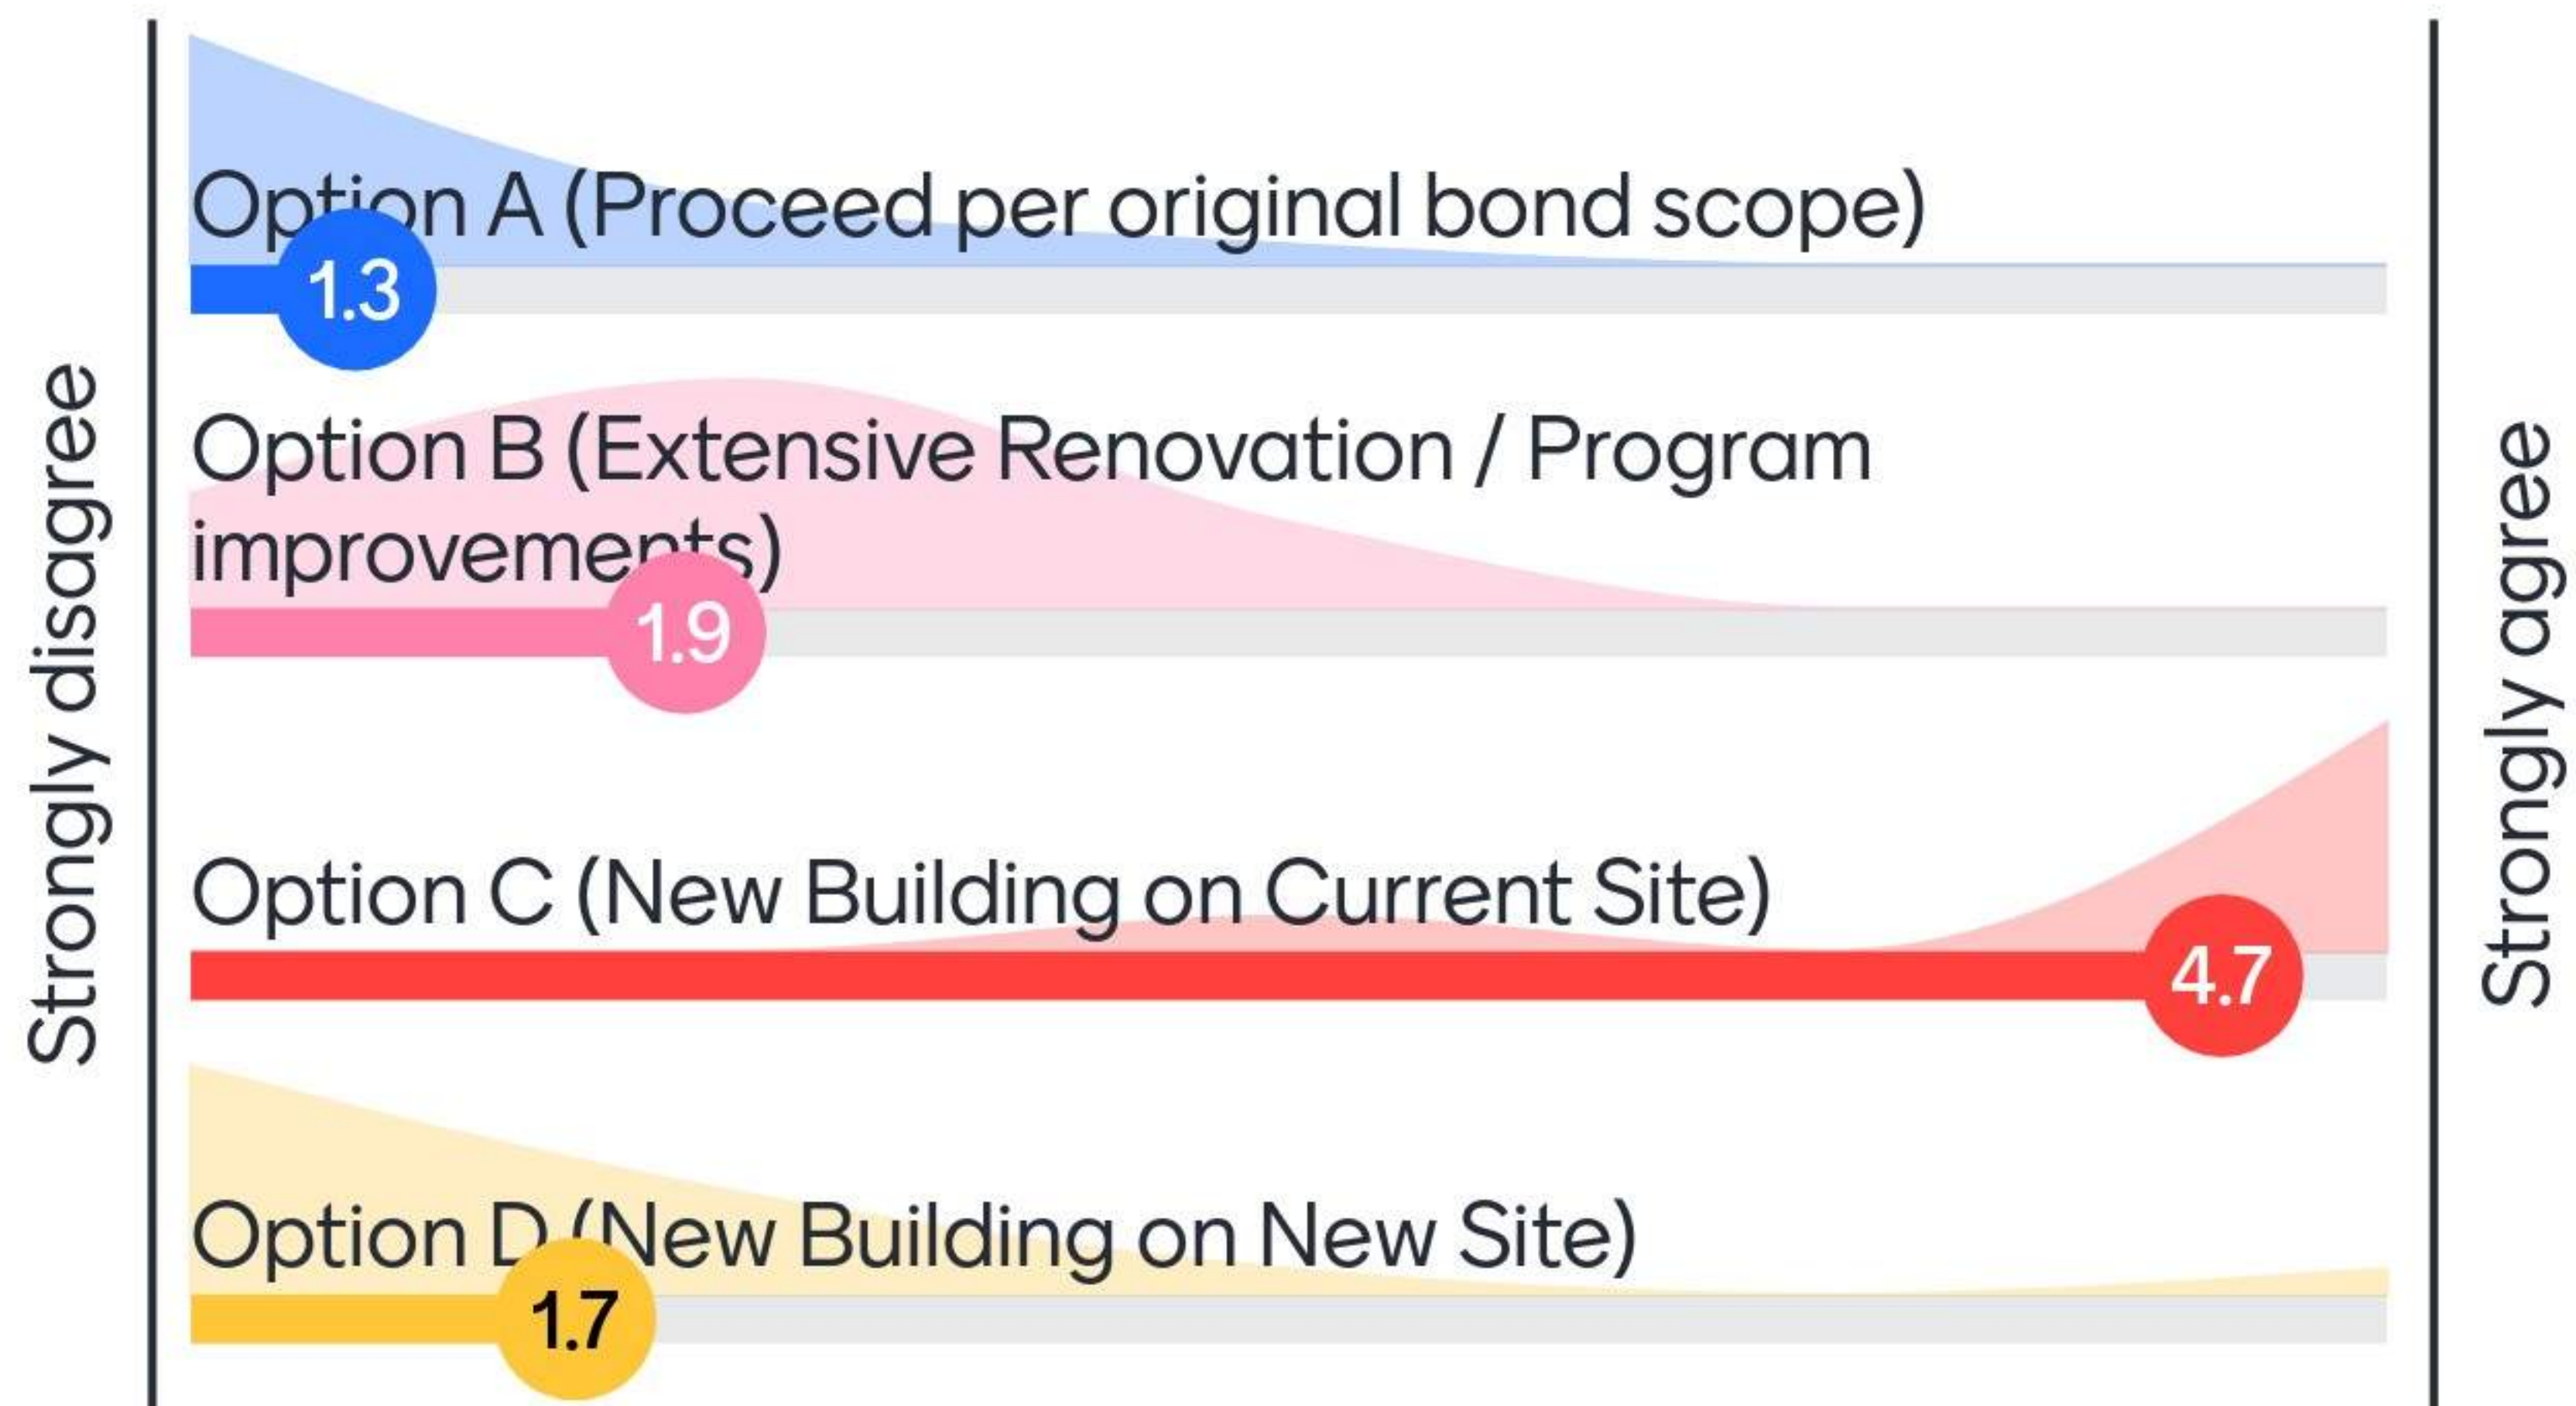 Strongly disagree
Option A (Proceed per original bond scope)
1.3
Option B (Extensive Renovation / Program
improvements)
1.9
Option C (New Building on Current Site)
4.7
Option D (New Building on New Site)
1.7
Strongly agree